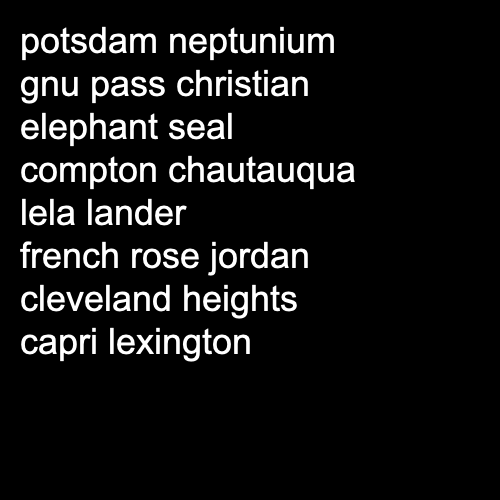 potsdam neptunium
gnu pass christian
elephant seal
compton chautauqua
lela lander
french rose jordan
cleveland heights
capri lexington